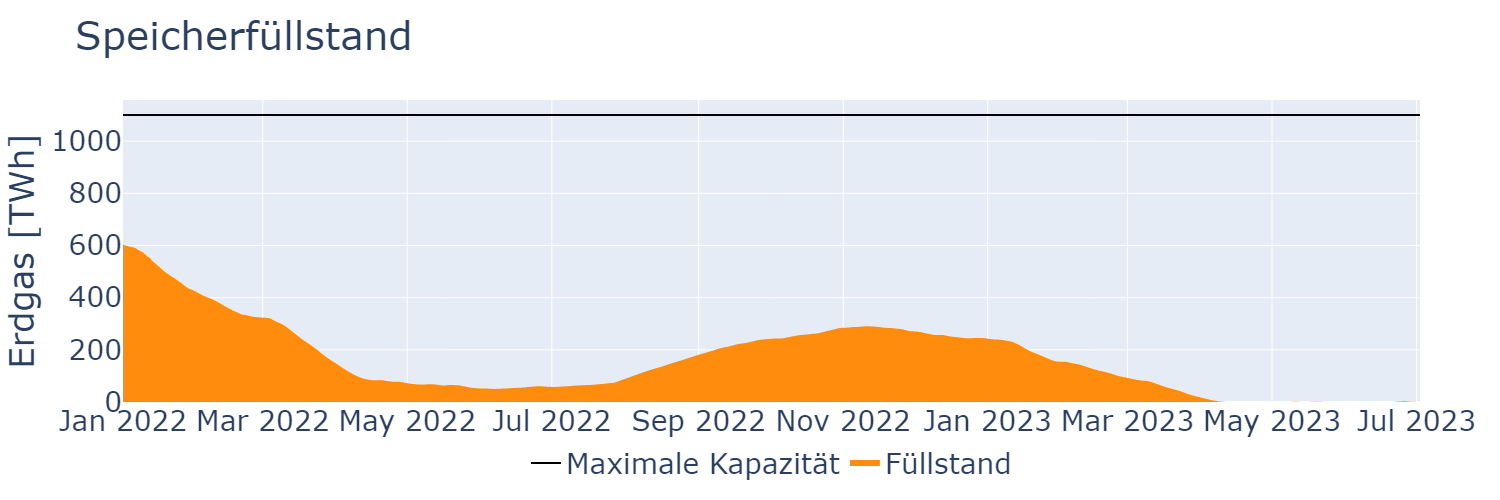 Speicherfüllstand
Erdgas [TWh]
1000
800
600
400
200
0
Jan 2022 Mar 2022 May 2022 Jul 2022 Sep 2022 Nov 2022 Jan 2023 Mar 2023 May 2023 Jul 2023
Maximale Kapazität Füllstand